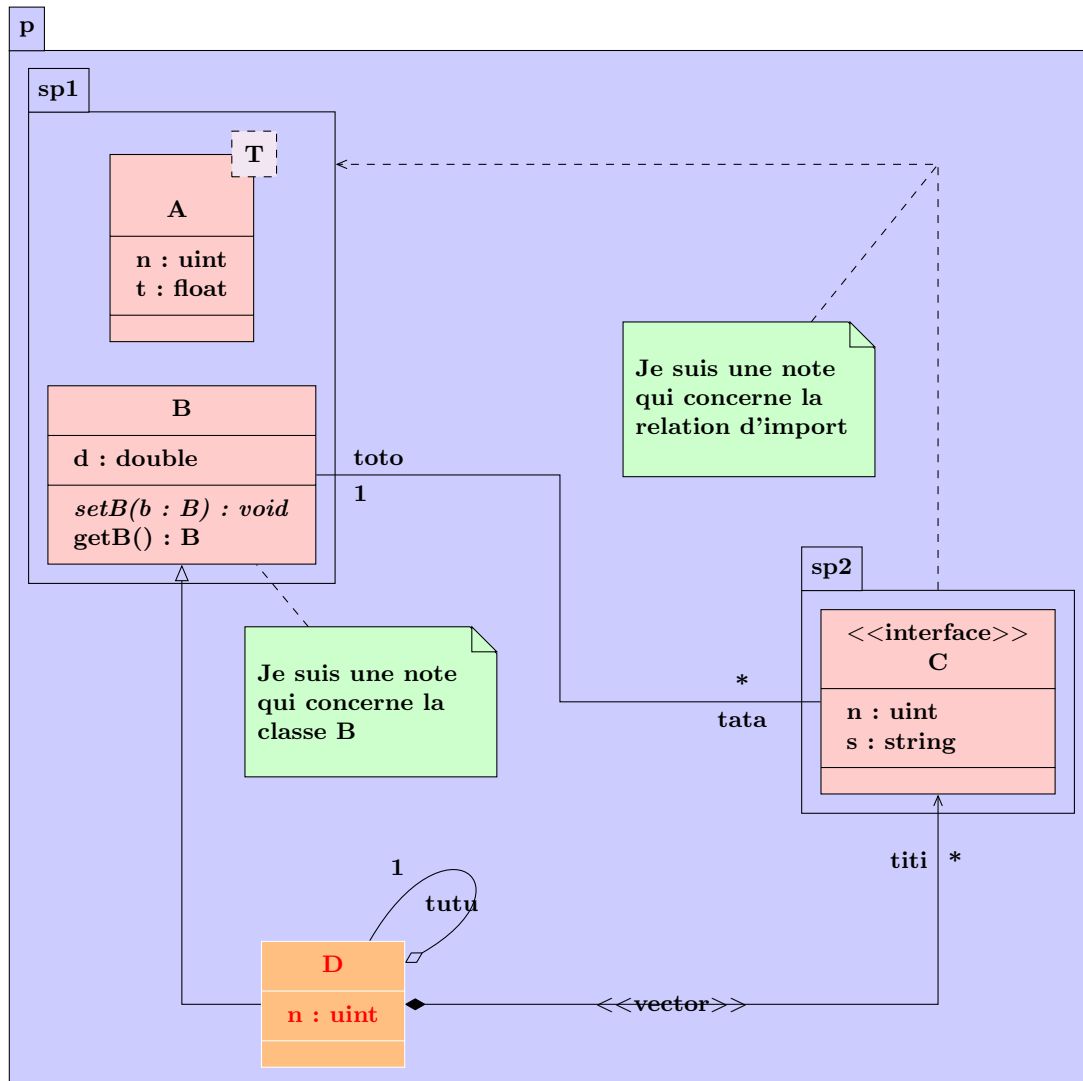 p
sp1
T
A
n : uint
t : float
B
d : double
setB(b : B) : void
getB() : B
toto
1
Je suis une note
qui concerne la
relation d'import
sp2
<<interface>>
C
n : uint
s : string
*
tata
Je suis une note
qui concerne la
classe B
titi *
1
tutu
D
n : uint
<<vector>>